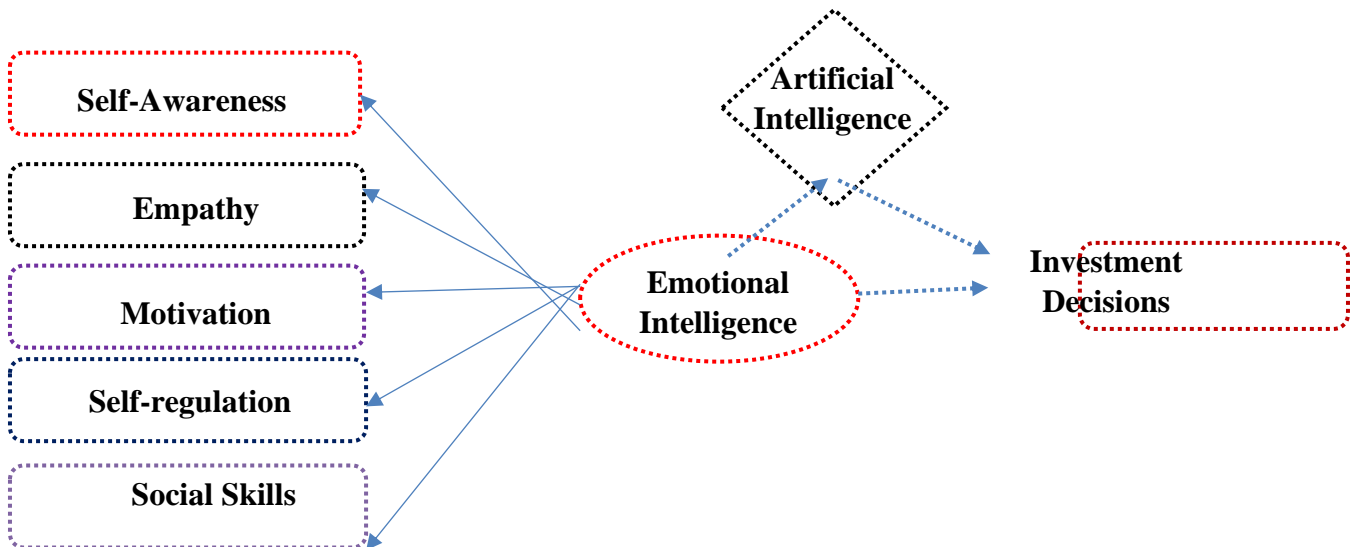 Self-Awareness
Empathy
Motivation
Self-regulation
Social Skills
Artificial
Intelligence
Emotional
Intelligence
Investment
Decisions